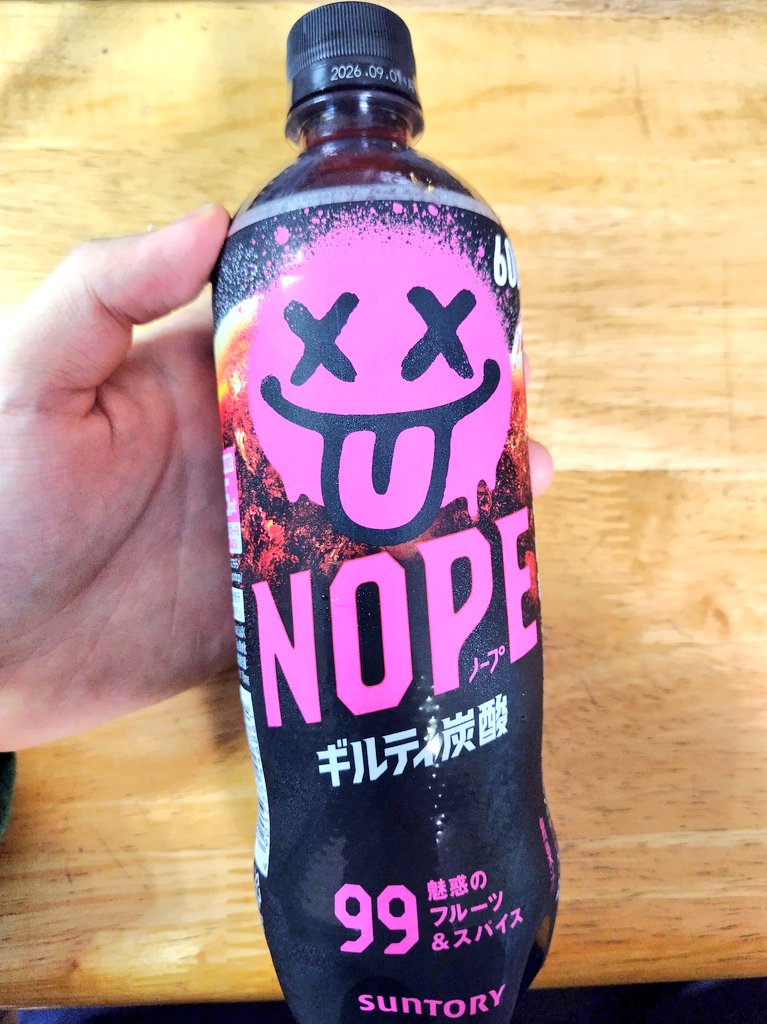 2026.09.01
60
NOPE
ノープ
ギルティ炭酸
99
魅惑の
フルーツ
&スパイス
SUNTORY